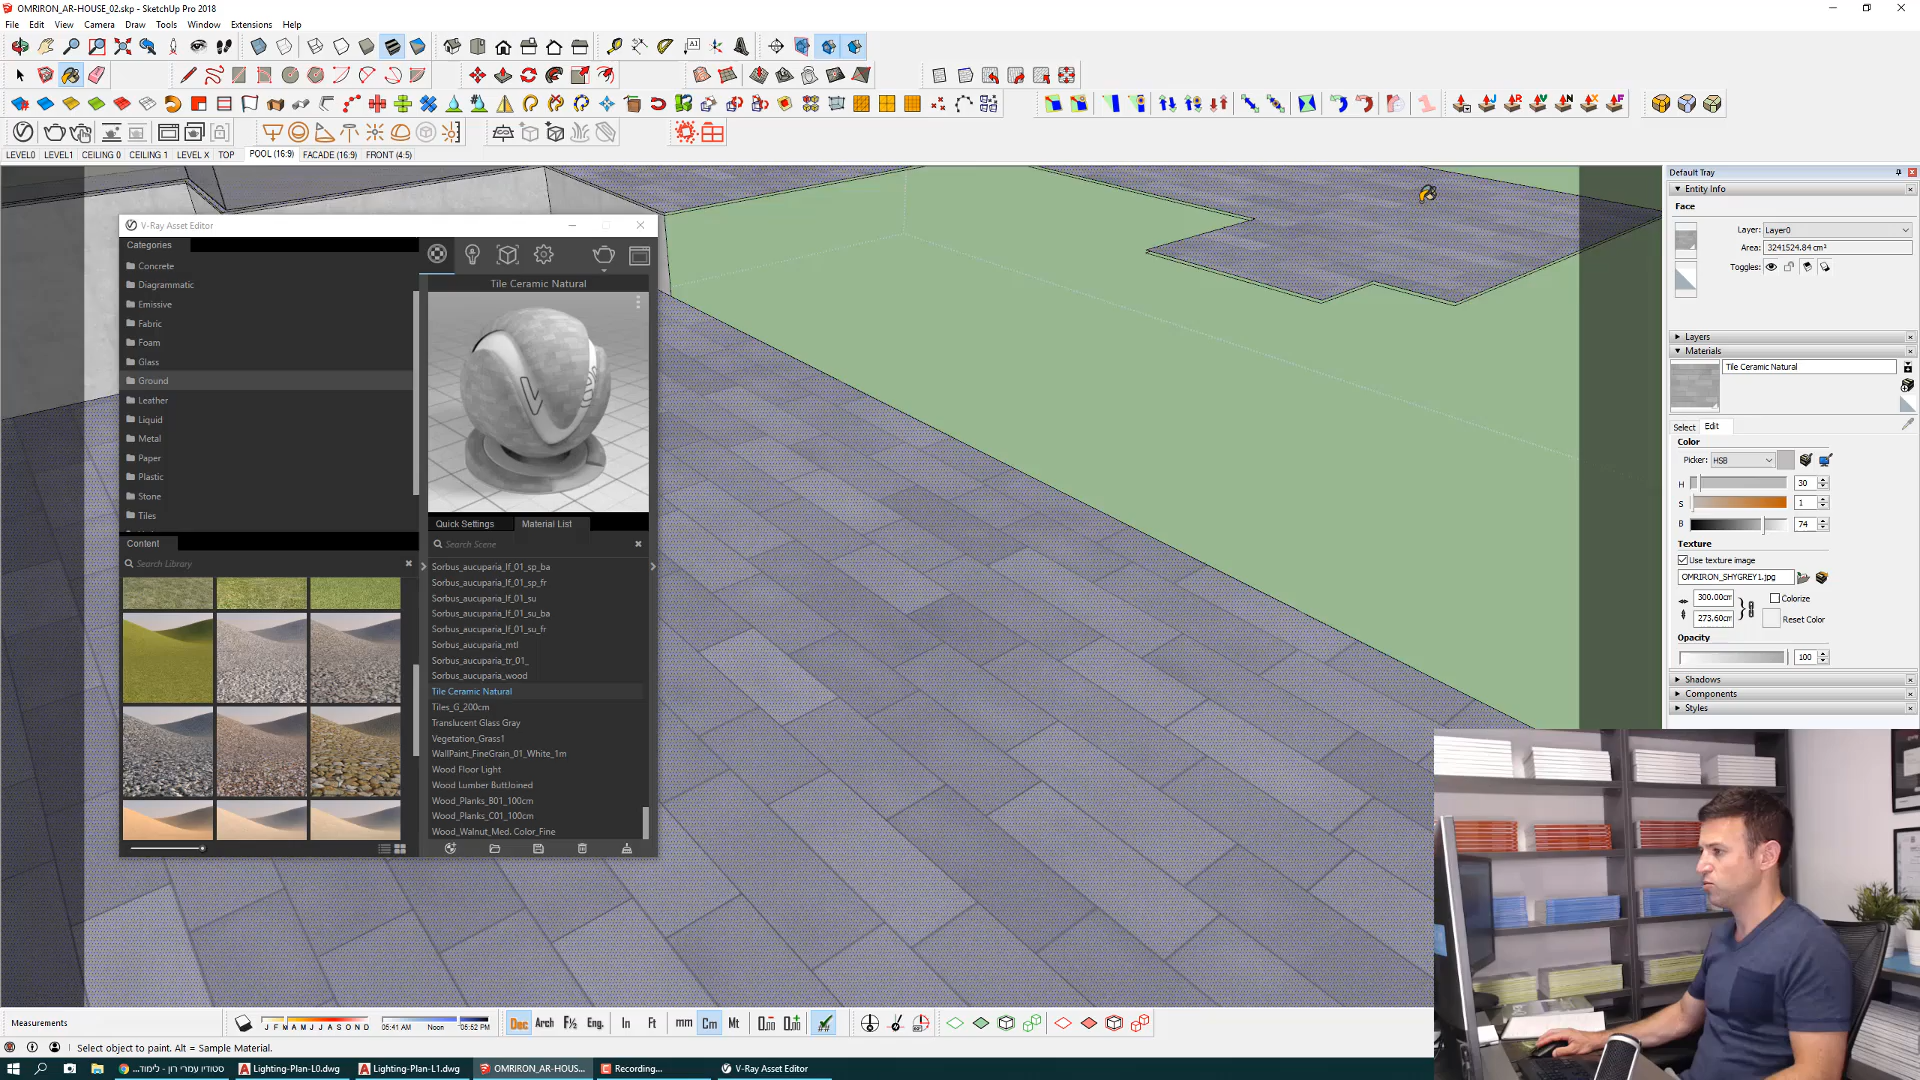 OMRIRON_AR-HOUSE_02.skp - SketchUp Pro 2018
File Edit View Camera Draw Tools Window Extensions Help
LEVEL0 LEVEL1 CEILING 0 CEILING 1 LEVEL X TOP POOL (16:9) FACADE (16:9) FRONT (4:5)
V-Ray Asset Editor
Categories
Concrete
Diagrammatic
Emissive
Fabric
Foam
Glass
Ground
Leather
Liquid
Metal
Paper
Plastic
Stone
Tiles
Content
Search Library
Tile Ceramic Natural
Quick Settings Material List
Search Scene
Sorbus_aucuparia_lf_01_sp_ba
Sorbus_aucuparia_lf_01_sp_fr
Sorbus_aucuparia_lf_01_su
Sorbus_aucuparia_lf_01_su_ba
Sorbus_aucuparia_lf_01_su_fr
Sorbus_aucuparia_mtl
Sorbus_aucuparia_tr_01_
Sorbus_aucuparia_wood
Tile Ceramic Natural
Tiles_G_200cm
Translucent Glass Gray
Vegetation_Grass1
WallPaint_FineGrain_01_White_1m
Wood Floor Light
Wood Lumber ButtJoined
Wood_Planks_B01_100cm
Wood_Planks_C01_100cm
Wood_Walnut_Med. Color_Fine
Default Tray
Entity Info
Face
Layer: Layer0
Area: 3241524.84 cm²
Toggles:
Layers
Materials
Tile Ceramic Natural
Select Edit
Color
Picker: HSB
H 30
S 1
B 74
Texture
Use texture image
OMRIRON_SHYGREY1.jpg
300.00cm Colorize
273.60cm Reset Color
Opacity
100
Shadows
Components
Styles
Measurements
J F M A M J J A S O N D
05:41 AM Noon 05:52 PM
Dec Arch F½ Eng. In Ft mm Cm Mt
Select object to paint. Alt = Sample Material.
סטודיו עמרי רון - לימוד...
Lighting-Plan-L0.dwg
Lighting-Plan-L1.dwg
OMRIRON_AR-HOUS...
Recording...
V-Ray Asset Editor